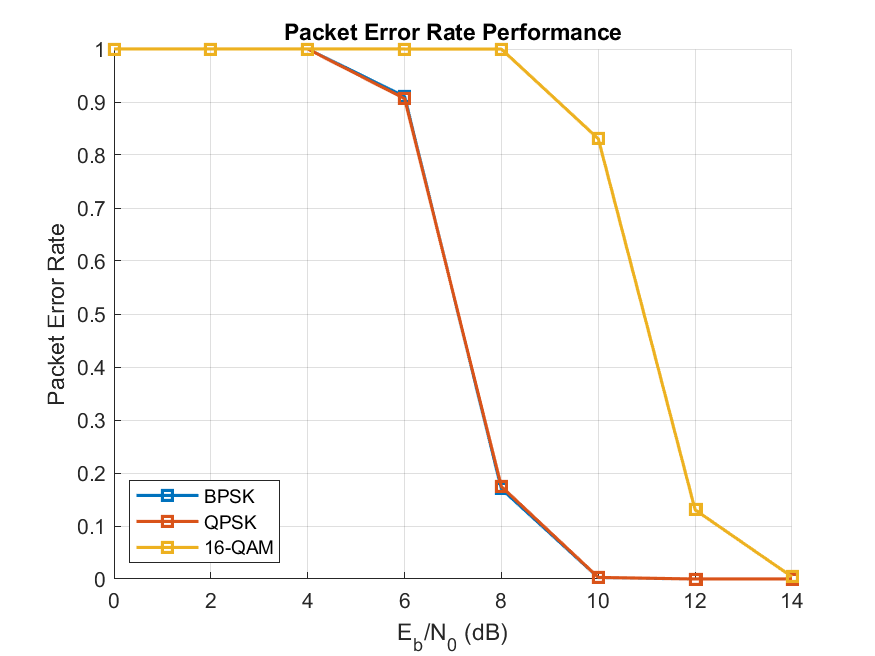 Packet Error Rate Performance
1
0.9
0.8
0.7
0.6
0.5
0.4
0.3
0.2
0.1
0
Packet Error Rate
BPSK
QPSK
16-QAM
0 2 4 6 8 10 12 14
E_b/N_0 (dB)